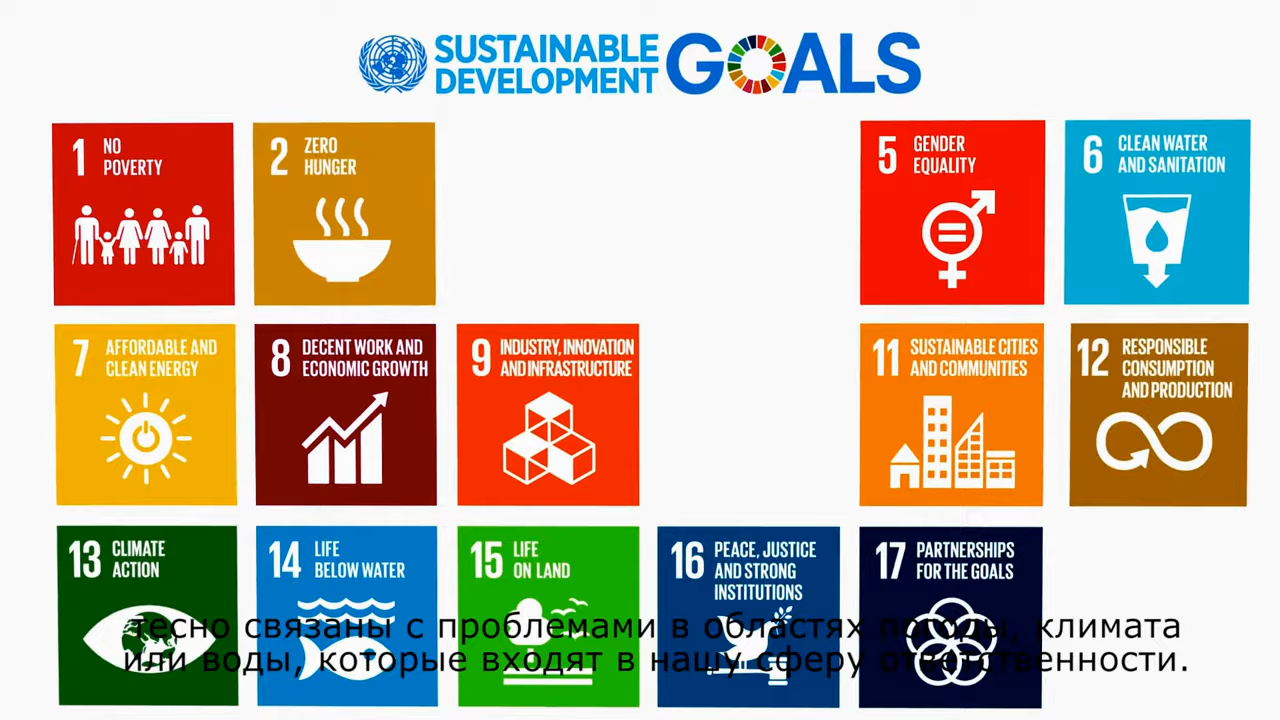 SUSTAINABLE
DEVELOPMENT
GOALS
1 NO
POVERTY
2 ZERO
HUNGER
5 GENDER
EQUALITY
6 CLEAN WATER
AND SANITATION
7 AFFORDABLE AND
CLEAN ENERGY
8 DECENT WORK AND
ECONOMIC GROWTH
9 INDUSTRY, INNOVATION
AND INFRASTRUCTURE
11 SUSTAINABLE CITIES
AND COMMUNITIES
12 RESPONSIBLE
CONSUMPTION
AND PRODUCTION
13 CLIMATE
ACTION
14 LIFE
BELOW WATER
15 LIFE
ON LAND
16 PEACE, JUSTICE
AND STRONG
INSTITUTIONS
17 PARTNERSHIPS
FOR THE GOALS
тесно связаны с проблемами в областях погоды, климата
или воды, которые входят в нашу сферу ответственности.